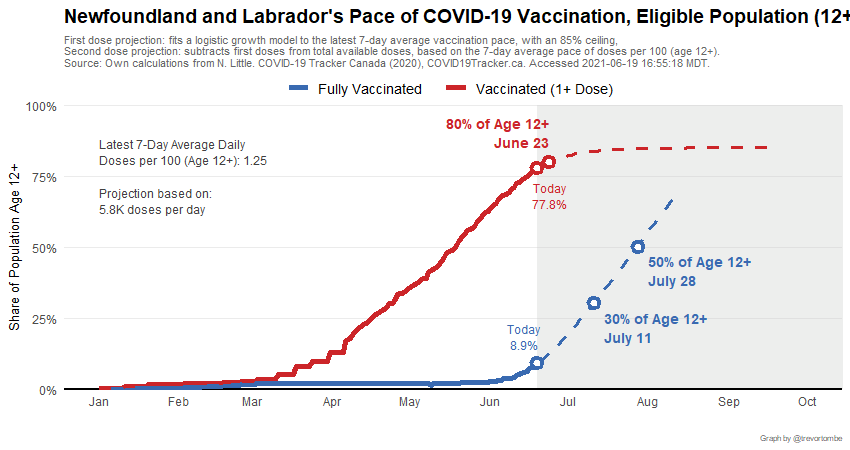 Newfoundland and Labrador's Pace of COVID-19 Vaccination, Eligible Population (12+
First dose projection: fits a logistic growth model to the latest 7-day average vaccination pace, with an 85% ceiling,
Second dose projection: subtracts first doses from total available doses, based on the 7-day average pace of doses per 100 (age 12+).
Source: Own calculations from N. Little. COVID-19 Tracker Canada (2020), COVID19Tracker.ca. Accessed 2021-06-19 16:55:18 MDT.
Fully Vaccinated
Vaccinated (1+ Dose)
100%
75%
50%
25%
0%
Share of Population Age 12+
Latest 7-Day Average Daily
Doses per 100 (Age 12+): 1.25
Projection based on:
5.8K doses per day
80% of Age 12+
June 23
Today
77.8%
50% of Age 12+
July 28
30% of Age 12+
July 11
Today
8.9%
Jan
Feb
Mar
Apr
May
Jun
Jul
Aug
Sep
Oct
Graph by @trevortombe